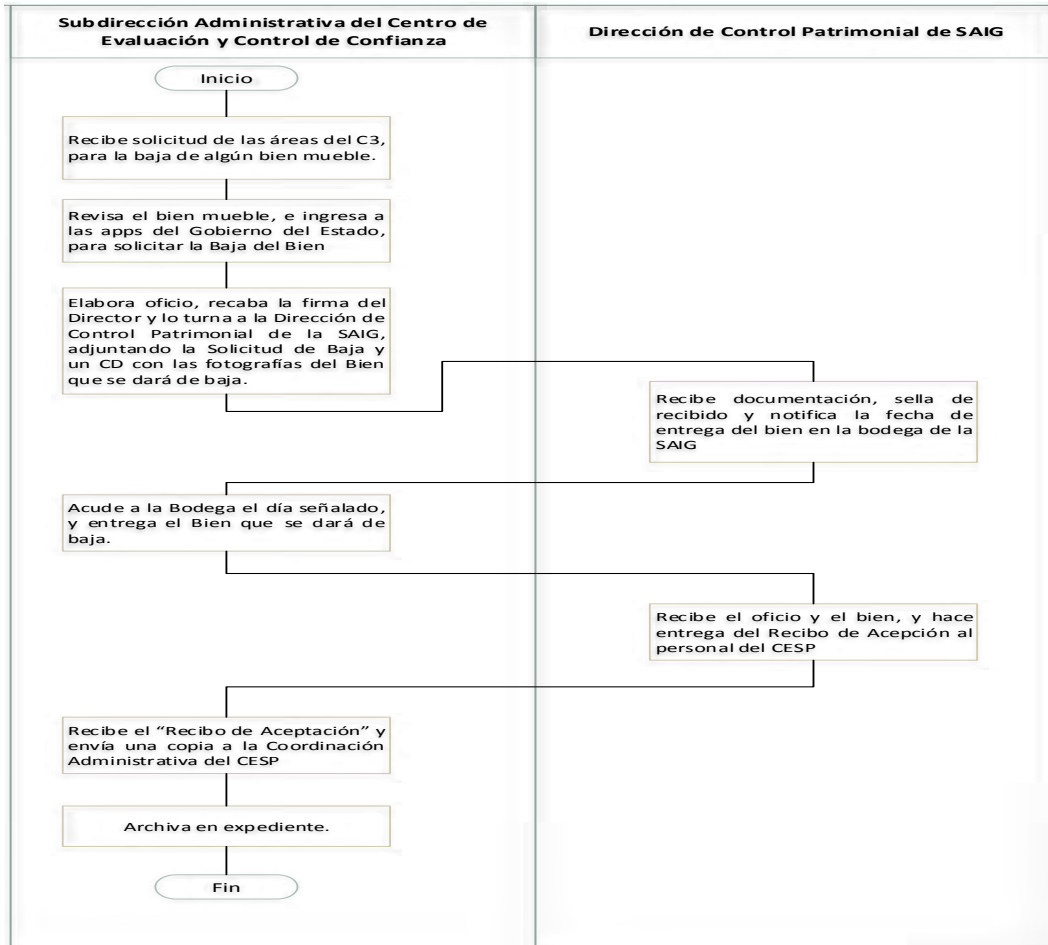 Subdirección Administrativa del Centro de
Evaluación y Control de Confianza
Dirección de Control Patrimonial de SAIG
Inicio
Recibe solicitud de las áreas del C3,
para la baja de algún bien mueble.
Revisa el bien mueble, e ingresa a
las apps del Gobierno del Estado,
para solicitar la Baja del Bien
Elabora oficio, recaba la firma del
Director y lo turna a la Dirección de
Control Patrimonial de la SAIG,
adjuntando la Solicitud de Baja y
un CD con las fotografías del Bien
que se dará de baja.
Recibe documentación, sella de
recibido y notifica la fecha de
entrega del bien en la bodega de la
SAIG
Acude a la Bodega el día señalado,
y entrega el Bien que se dará de
baja.
Recibe el oficio y el bien, y hace
entrega del Recibo de Acepción al
personal del CESP
Recibe el “Recibo de Aceptación” y
envía una copia a la Coordinación
Administrativa del CESP
Archiva en expediente.
Fin